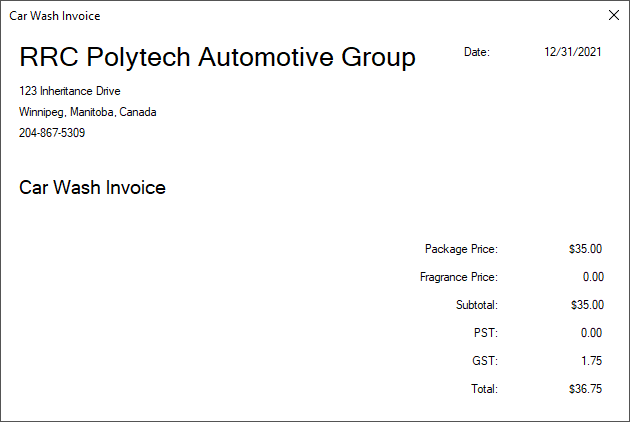 Car Wash Invoice
RRC Polytech Automotive Group
Date: 12/31/2021
123 Inheritance Drive
Winnipeg, Manitoba, Canada
204-867-5309
Car Wash Invoice
Package Price: $35.00
Fragrance Price: 0.00
Subtotal: $35.00
PST: 0.00
GST: 1.75
Total: $36.75